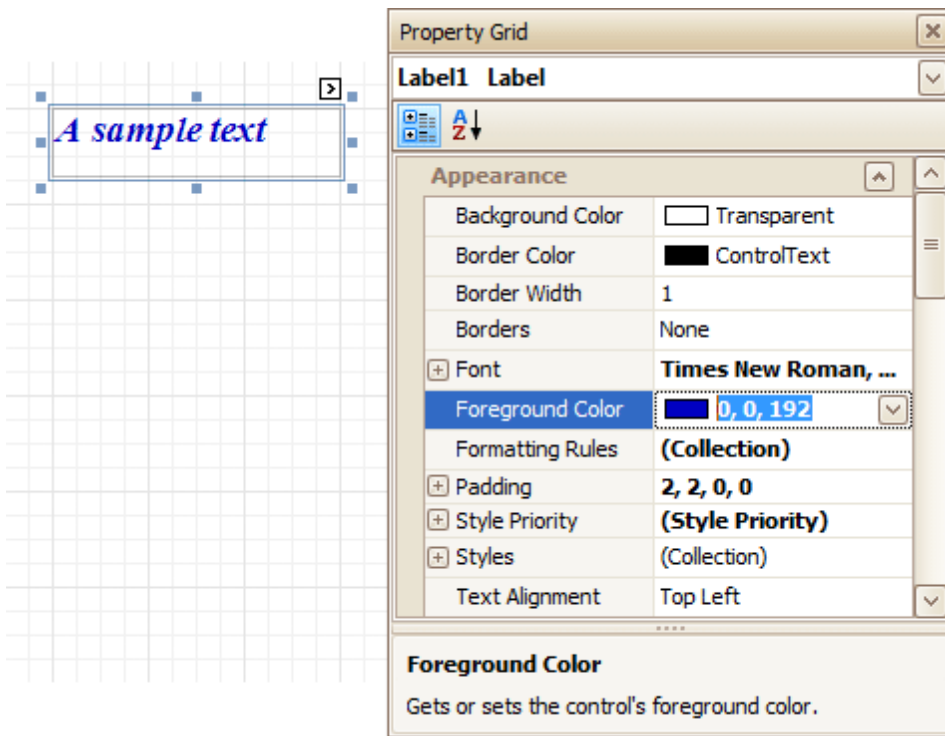 A sample text
Property Grid
Label1 Label
A
Z
Appearance
Background Color Transparent
Border Color ControlText
Border Width 1
Borders None
Font Times New Roman, ...
Foreground Color 0, 0, 192
Formatting Rules (Collection)
Padding 2, 2, 0, 0
Style Priority (Style Priority)
Styles (Collection)
Text Alignment Top Left
Foreground Color
Gets or sets the control's foreground color.